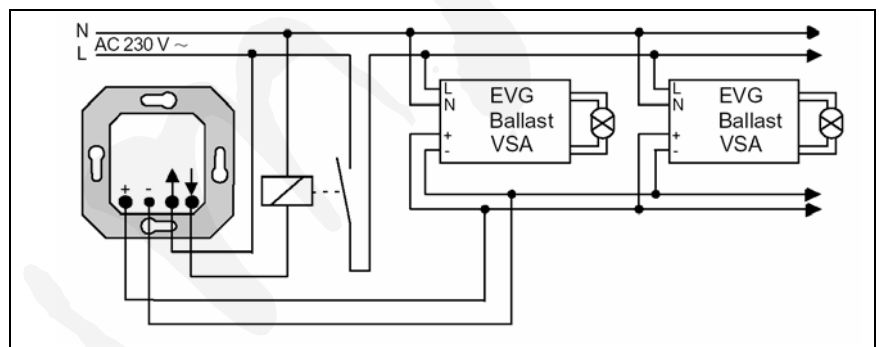 N
L AC 230 V ~
L
N EVG
Ballast
+ VSA
-
L
N EVG
Ballast
+ VSA
-
+ -